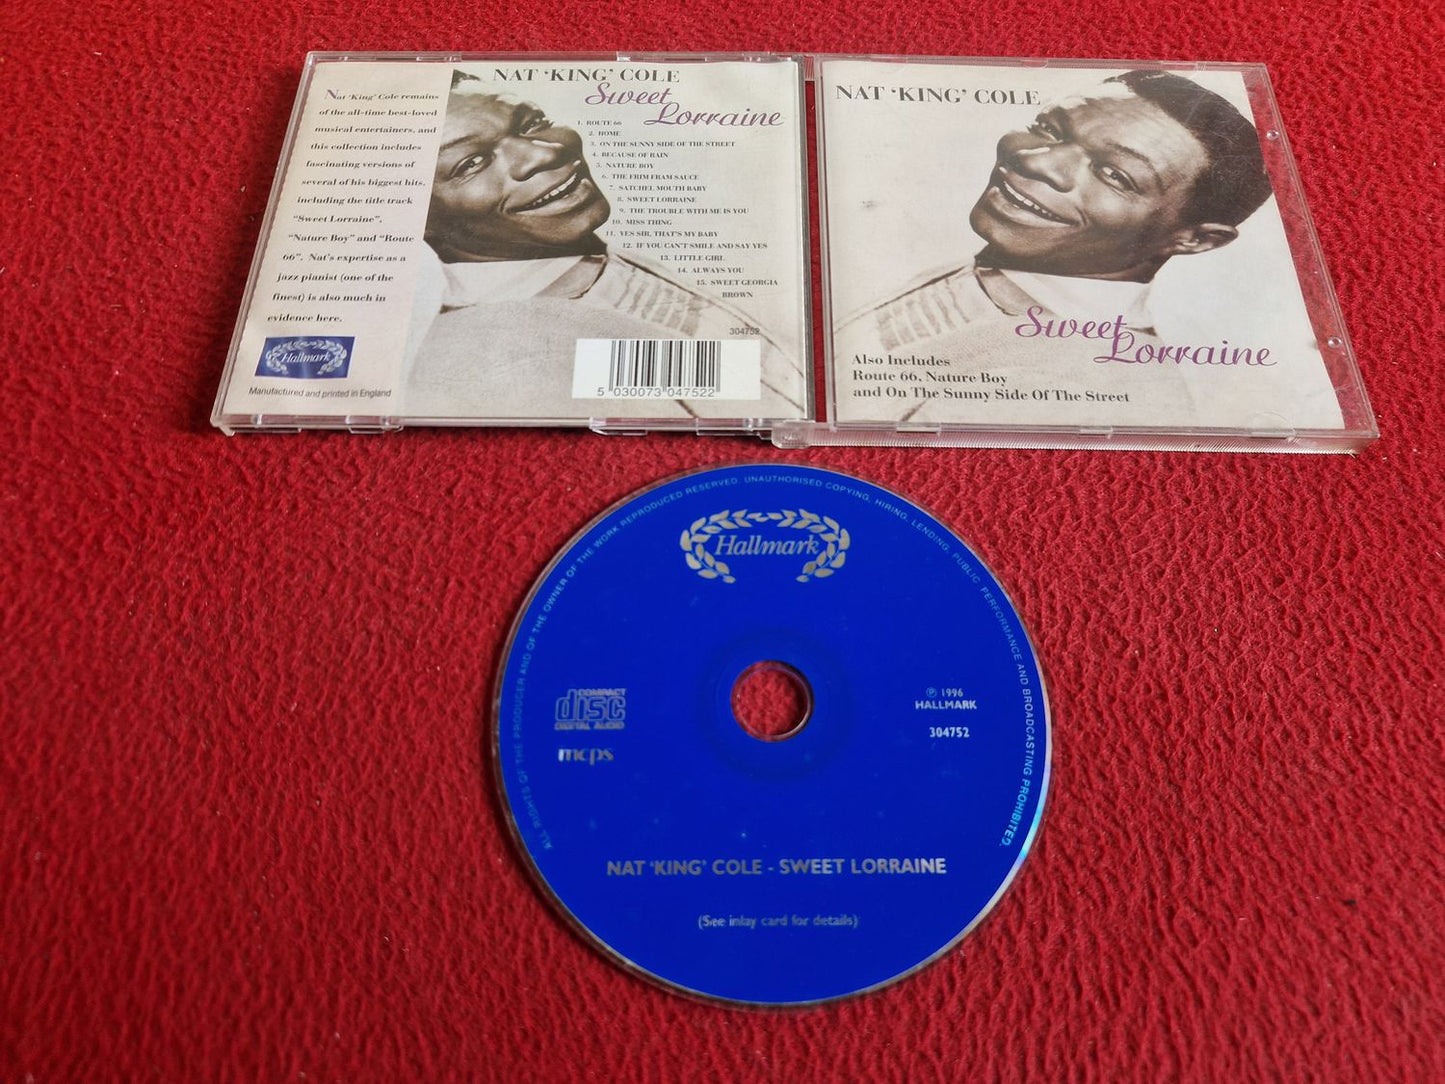 Nat 'King' Cole remains
of the all-time best-loved
musical entertainers, and
this collection includes
fascinating versions of
several of his biggest hits,
including the title track
"Sweet Lorraine",
"Nature Boy" and "Route
66". Nat's expertise as a
jazz pianist (one of the
finest) is also much in
evidence here.
Hallmark
Manufactured and printed in England
NAT 'KING' COLE
Sweet
Lorraine
1. ROUTE 66
2. HOME
3. ON THE SUNNY SIDE OF THE STREET
4. BECAUSE OF RAIN
5. NATURE BOY
6. THE FRIM FRAM SAUCE
7. SATCHEL MOUTH BABY
8. SWEET LORRAINE
9. THE TROUBLE WITH ME IS YOU
10. MISS THING
11. YES SIR, THAT'S MY BABY
12. IF YOU CAN'T SMILE AND SAY YES
13. LITTLE GIRL
14. ALWAYS YOU
15. SWEET GEORGIA
BROWN
304752
5 030073 047522
NAT 'KING' COLE
Sweet
Lorraine
Also Includes
Route 66, Nature Boy
and On The Sunny Side Of The Street
ALL RIGHTS OF THE PRODUCER AND OF THE OWNER OF THE WORK REPRODUCED RESERVED. UNAUTHORISED COPYING, HIRING, LENDING, PUBLIC PERFORMANCE AND BROADCASTING PROHIBITED.
Hallmark
COMPACT
disc
DIGITAL AUDIO
mcps
℗ 1996
HALLMARK
304752
NAT 'KING' COLE - SWEET LORRAINE
(See inlay card for details)